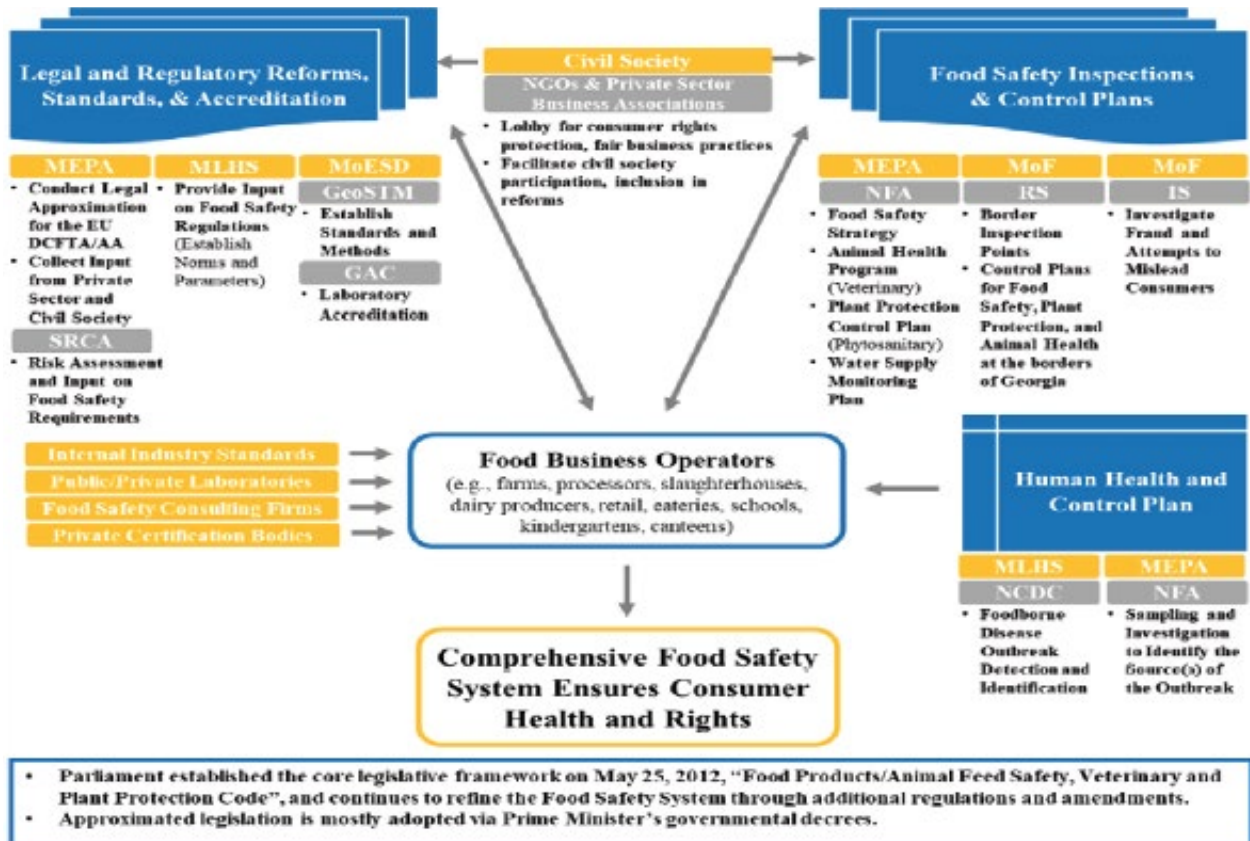 Legal and Regulatory Reforms,
Standards, & Accreditation
MEPA
• Conduct Legal
Approximation
for the EU
DCFTA/AA
• Collect Input
from Private
Sector and
Civil Society
SRCA
• Risk Assessment
and Input on
Food Safety
Requirements
MLHS
• Provide Input
on Food Safety
Regulations
(Establish
Norms and
Parameters)
MoESD
GeoSTM
• Establish
Standards and
Methods
GAC
• Laboratory
Accreditation
Civil Society
NGOs & Private Sector
Business Associations
• Lobby for consumer rights
protection, fair business practices
• Facilitate civil society
participation, inclusion in
reforms
Food Safety Inspections
& Control Plans
MEPA
NFA
• Food Safety
Strategy
• Animal Health
Program
(Veterinary)
• Plant Protection
Control Plan
(Phytosanitary)
• Water Supply
Monitoring
Plan
MoF
RS
• Border
Inspection
Points
• Control Plans
for Food
Safety, Plant
Protection, and
Animal Health
at the borders
of Georgia
MoF
IS
• Investigate
Fraud and
Attempts to
Mislead
Consumers
Internal Industry Standards
Public/Private Laboratories
Food Safety Consulting Firms
Private Certification Bodies
Food Business Operators
(e.g., farms, processors, slaughterhouses,
dairy producers, retail, eateries, schools,
kindergartens, canteens)
Human Health and
Control Plan
MLHS
NCDC
• Foodborne
Disease
Outbreak
Detection and
Identification
MEPA
NFA
• Sampling and
Investigation
to Identify the
Source(s) of
the Outbreak
Comprehensive Food Safety
System Ensures Consumer
Health and Rights
• Parliament established the core legislative framework on May 25, 2012, “Food Products/Animal Feed Safety, Veterinary and
Plant Protection Code”, and continues to refine the Food Safety System through additional regulations and amendments.
• Approximated legislation is mostly adopted via Prime Minister’s governmental decrees.